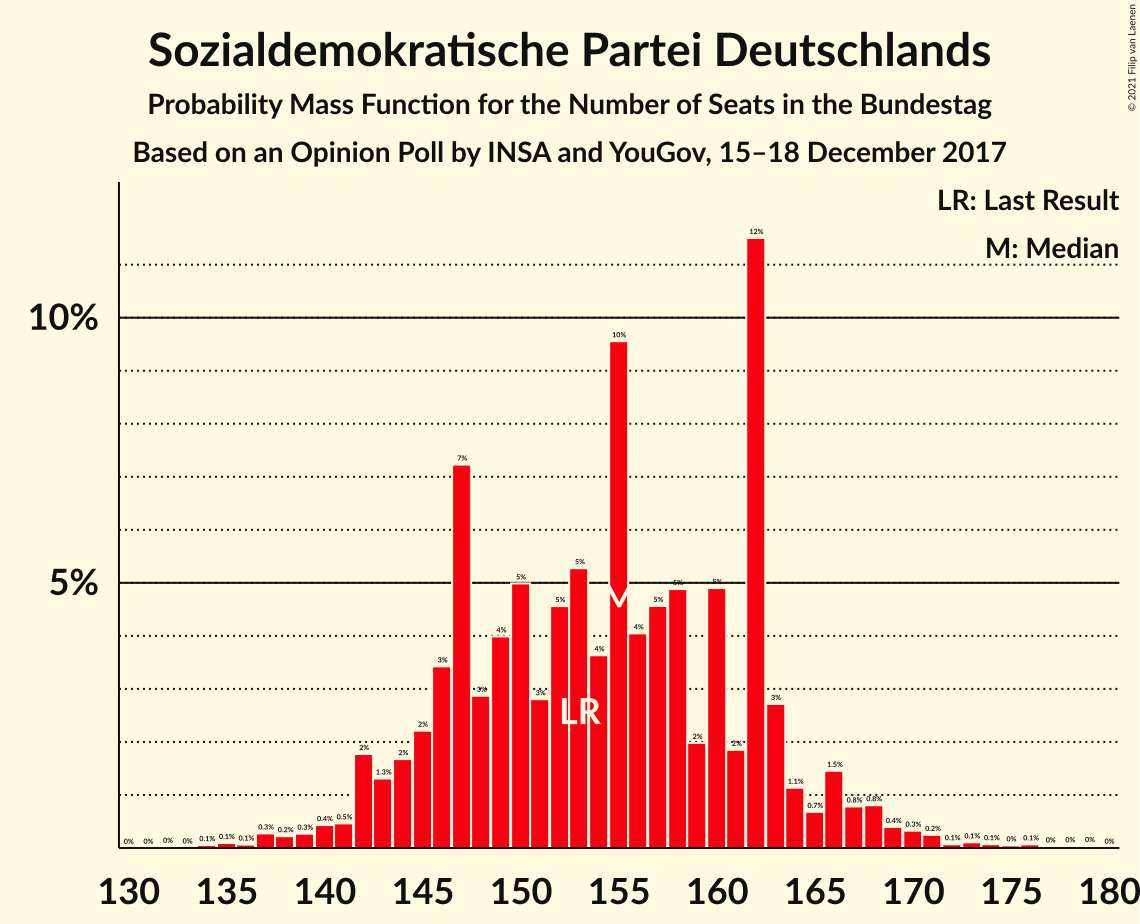 Sozialdemokratische Partei Deutschlands
Probability Mass Function for the Number of Seats in the Bundestag
Based on an Opinion Poll by INSA and YouGov, 15–18 December 2017
© 2021 Filip van Laenen
LR: Last Result
M: Median
10%
5%
0% 0% 0% 0% 0.1% 0.1% 0.1% 0.3% 0.2% 0.3% 0.4% 0.5% 2% 1.3% 2% 2% 3% 7% 3% 4% 5% 3% 5% 5% 4% 10% 4% 5% 5% 2% 5% 2% 12% 3% 1.1% 0.7% 1.5% 0.8% 0.8% 0.4% 0.3% 0.2% 0.1% 0.1% 0.1% 0% 0.1% 0% 0% 0% 0%
LR
M
130 135 140 145 150 155 160 165 170 175 180